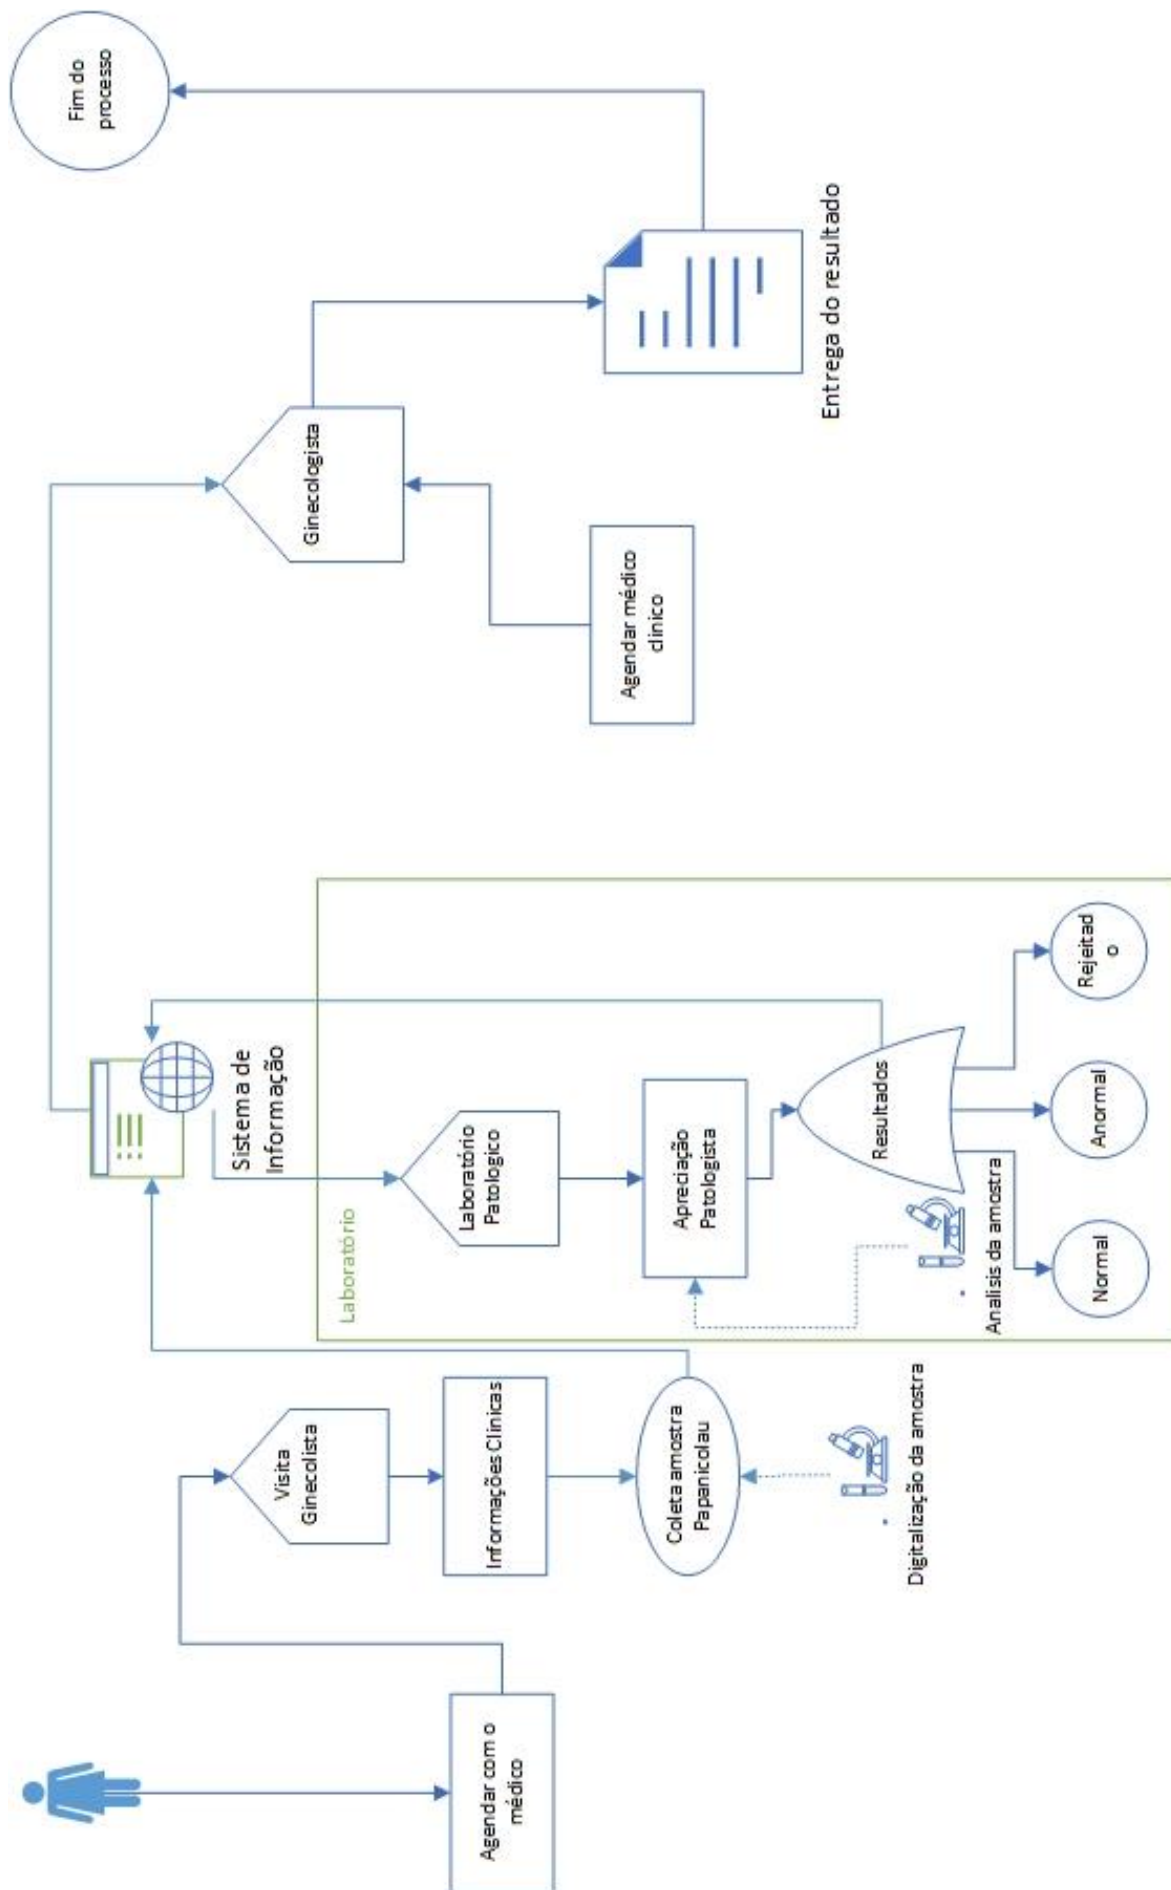 Agendar com o
médico
Visita
Ginecolista
Informações Clinicas
Coleta amostra
Papanicolau
Digitalização da amostra
Sistema de
Informação
Laboratório
Laboratório
Patologico
Apreciação
Patologista
Analisis da amostra
Resultados
Normal
Anormal
Rejeitad
o
Agendar médico
clinico
Ginecologista
Entrega do resultado
Fim do
processo